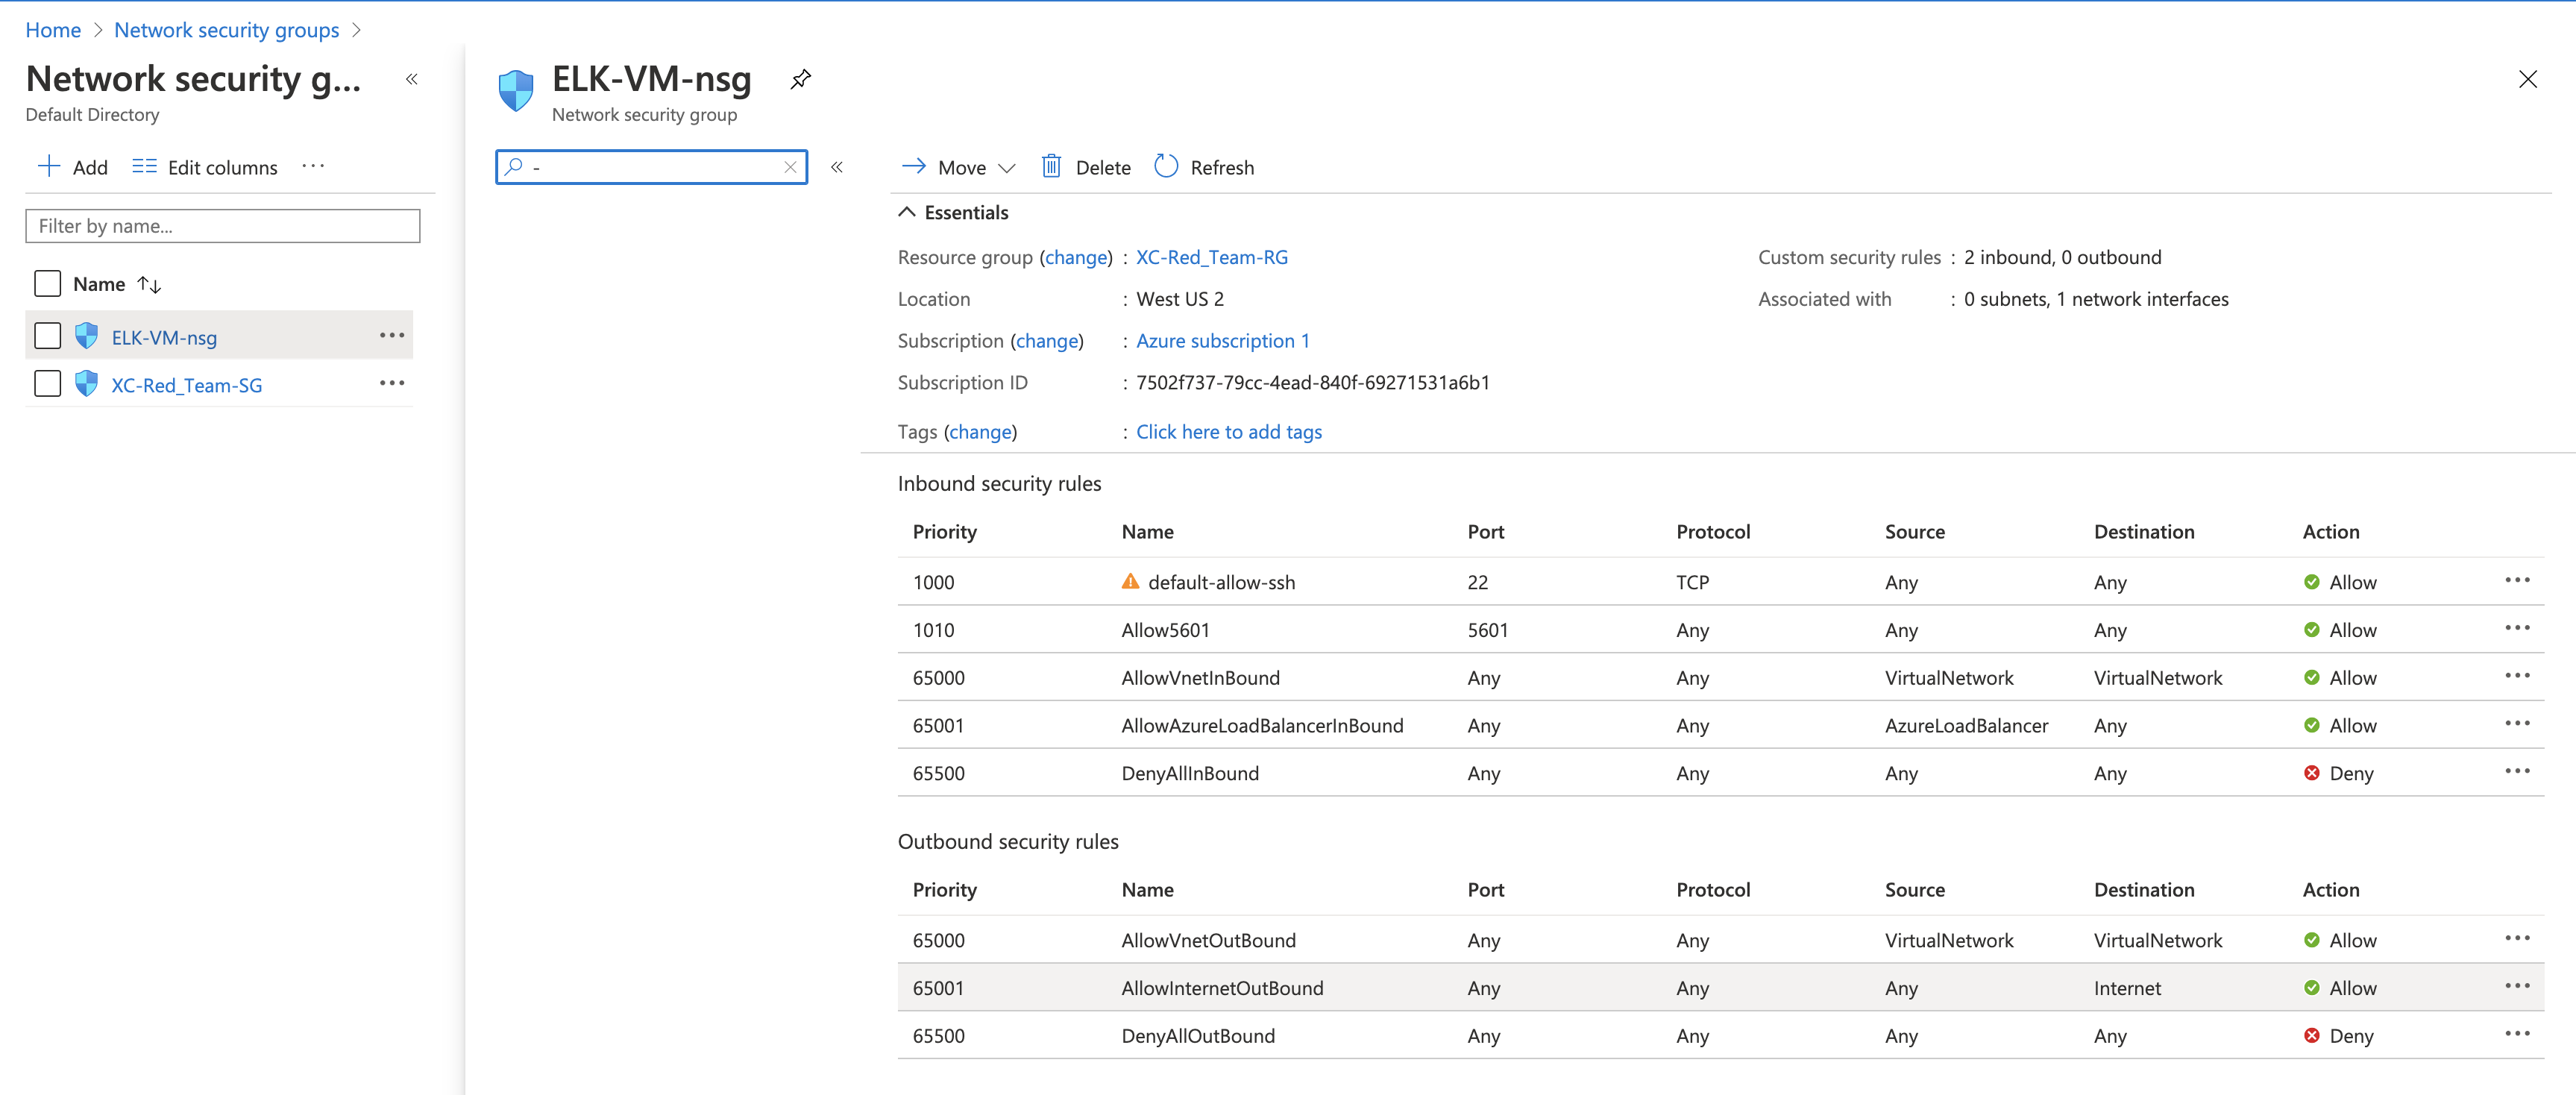 Home > Network security groups >
Network security g...
Default Directory
Add Edit columns ...
Filter by name...
Name
ELK-VM-nsg
XC-Red_Team-SG
ELK-VM-nsg
Network security group
-
Move Delete Refresh
Essentials
Resource group (change) : XC-Red_Team-RG
Location : West US 2
Subscription (change) : Azure subscription 1
Subscription ID : 7502f737-79cc-4ead-840f-69271531a6b1
Tags (change) : Click here to add tags
Custom security rules : 2 inbound, 0 outbound
Associated with : 0 subnets, 1 network interfaces
Inbound security rules
Priority Name Port Protocol Source Destination Action
1000 default-allow-ssh 22 TCP Any Any Allow
1010 Allow5601 5601 Any Any Any Allow
65000 AllowVnetInBound Any Any VirtualNetwork VirtualNetwork Allow
65001 AllowAzureLoadBalancerInBound Any Any AzureLoadBalancer Any Allow
65500 DenyAllInBound Any Any Any Any Deny
Outbound security rules
Priority Name Port Protocol Source Destination Action
65000 AllowVnetOutBound Any Any VirtualNetwork VirtualNetwork Allow
65001 AllowInternetOutBound Any Any Any Internet Allow
65500 DenyAllOutBound Any Any Any Any Deny